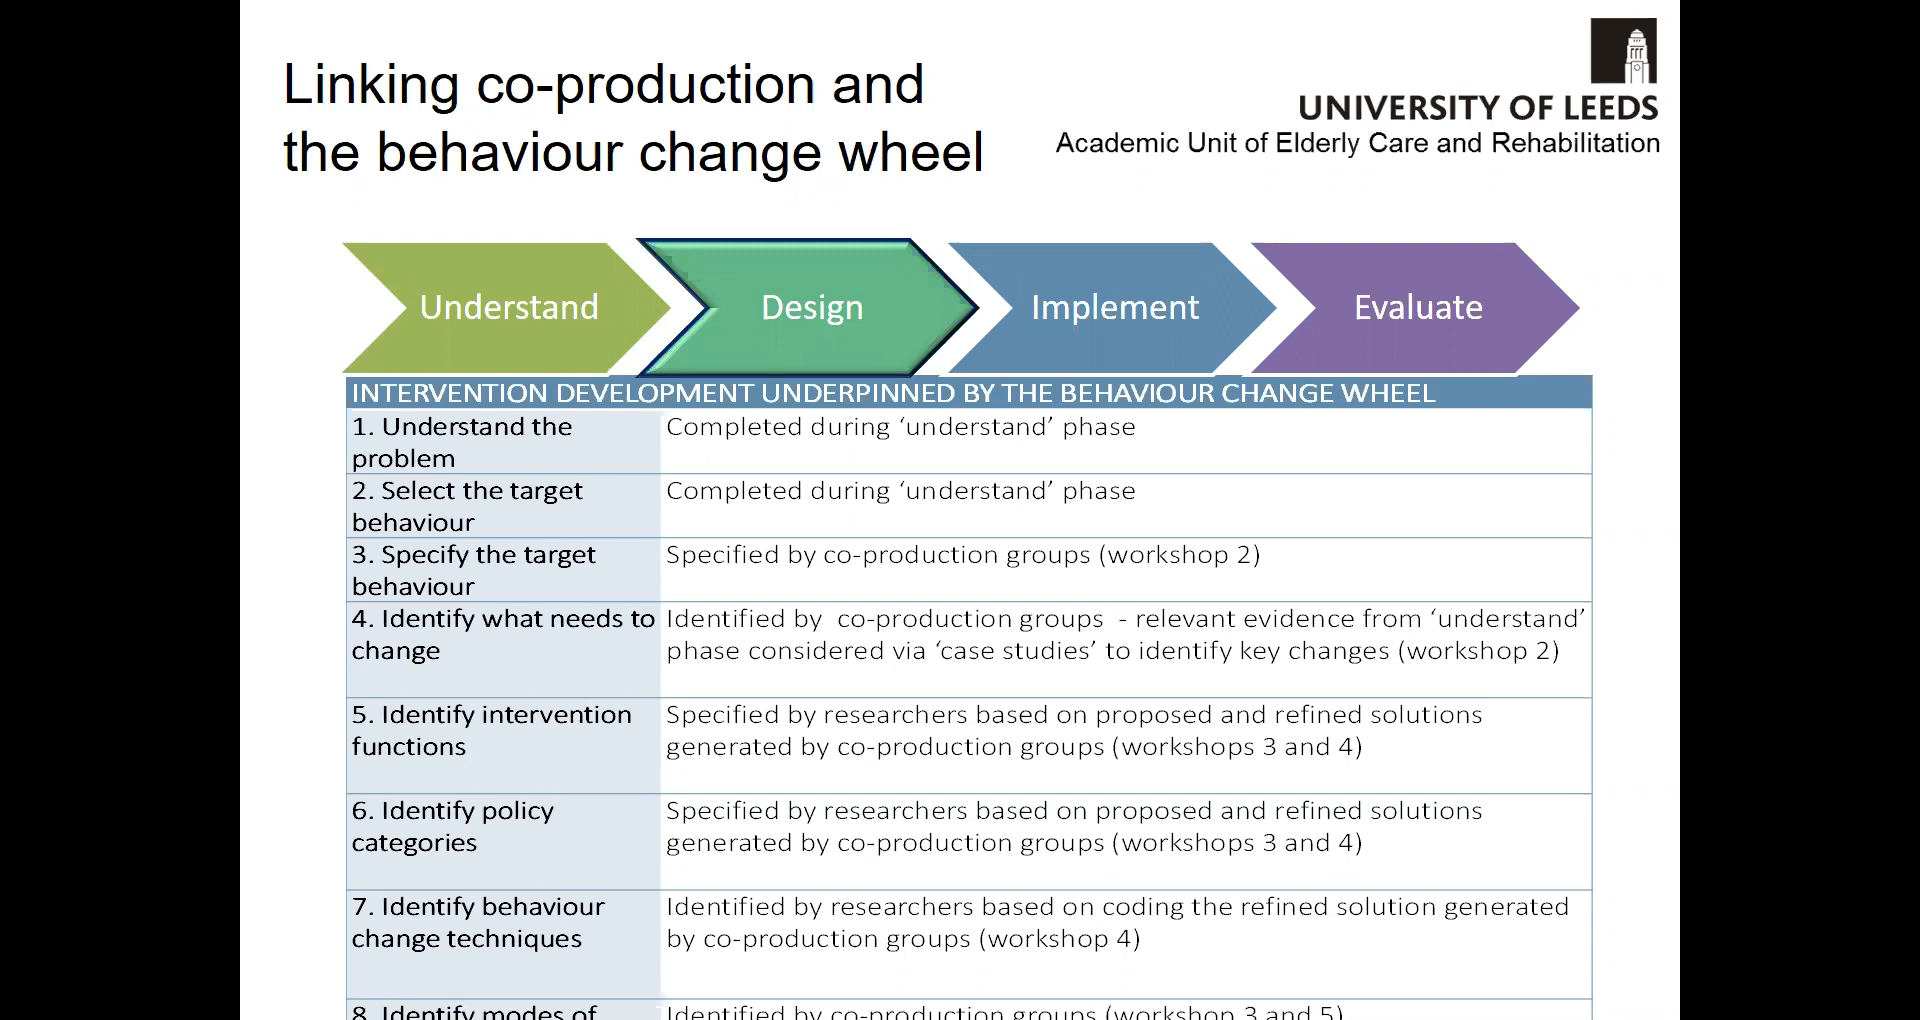 Linking co-production and
the behaviour change wheel
UNIVERSITY OF LEEDS
Academic Unit of Elderly Care and Rehabilitation
Understand
Design
Implement
Evaluate
INTERVENTION DEVELOPMENT UNDERPINNED BY THE BEHAVIOUR CHANGE WHEEL
1. Understand the
problem
Completed during ‘understand’ phase
2. Select the target
behaviour
Completed during ‘understand’ phase
3. Specify the target
behaviour
Specified by co-production groups (workshop 2)
4. Identify what needs to
change
Identified by  co-production groups  - relevant evidence from ‘understand’
phase considered via ‘case studies’ to identify key changes (workshop 2)
5. Identify intervention
functions
Specified by researchers based on proposed and refined solutions
generated by co-production groups (workshops 3 and 4)
6. Identify policy
categories
Specified by researchers based on proposed and refined solutions
generated by co-production groups (workshops 3 and 4)
7. Identify behaviour
change techniques
Identified by researchers based on coding the refined solution generated
by co-production groups (workshop 4)
8. Identify modes of
Identified by co-production groups (workshop 3 and 5)